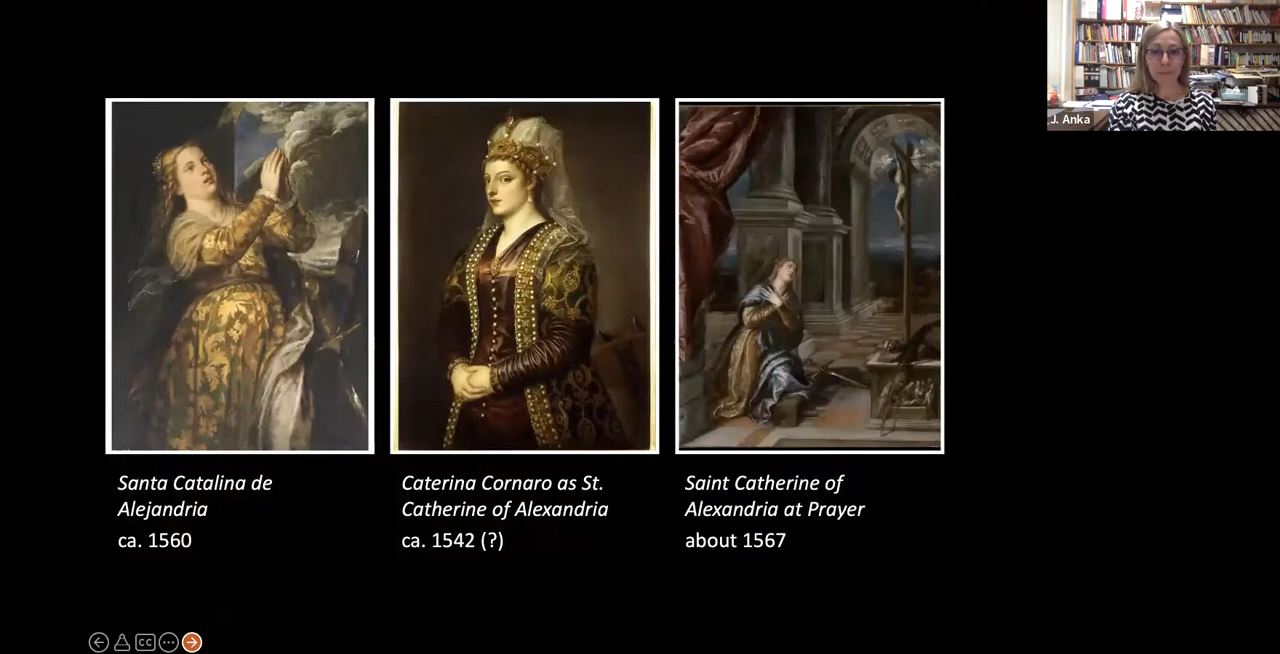 J. Anka
Santa Catalina de
Alejandria
ca. 1560
Caterina Cornaro as St.
Catherine of Alexandria
ca. 1542 (?)
Saint Catherine of
Alexandria at Prayer
about 1567
CC